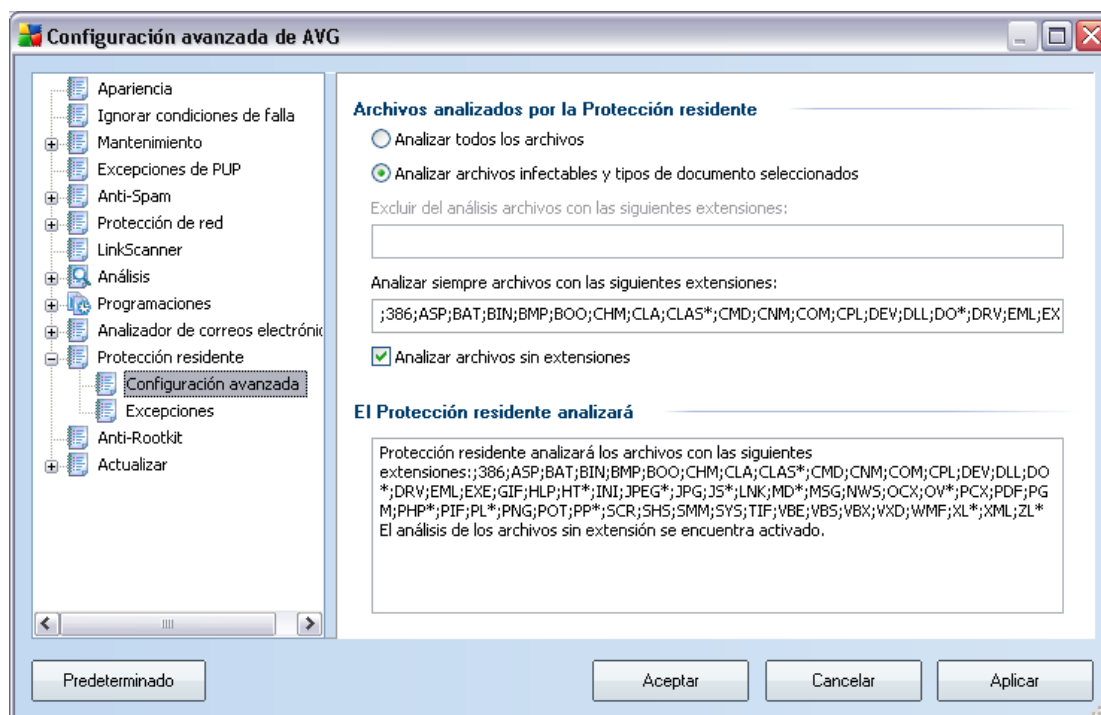 Configuración avanzada de AVG
Apariencia
Ignorar condiciones de falla
Mantenimiento
Excepciones de PUP
Anti-Spam
Protección de red
LinkScanner
Análisis
Programaciones
Analizador de correos electrónic
Protección residente
Configuración avanzada
Excepciones
Anti-Rootkit
Actualizar
Archivos analizados por la Protección residente
Analizar todos los archivos
Analizar archivos infectables y tipos de documento seleccionados
Excluir del análisis archivos con las siguientes extensiones:
Analizar siempre archivos con las siguientes extensiones:
;386;ASP;BAT;BIN;BMP;BOO;CHM;CLA;CLAS*;CMD;CNM;COM;CPL;DEV;DLL;DO*;DRV;EML;EX
Analizar archivos sin extensiones
El Protección residente analizará
Protección residente analizará los archivos con las siguientes
extensiones:;386;ASP;BAT;BIN;BMP;BOO;CHM;CLA;CLAS*;CMD;CNM;COM;CPL;DEV;DLL;DO
*;DRV;EML;EXE;GIF;HLP;HT*;INI;JPEG*;JPG;JS*;LNK;MD*;MSG;NWS;OCX;OV*;PCX;PDF;PG
M;PHP*;PIF;PL*;PNG;POT;PP*;SCR;SHS;SMM;SYS;TIF;VBE;VBS;VBX;VXD;WMF;XL*;XML;ZL*
El análisis de los archivos sin extensión se encuentra activado.
Predeterminado
Aceptar
Cancelar
Aplicar